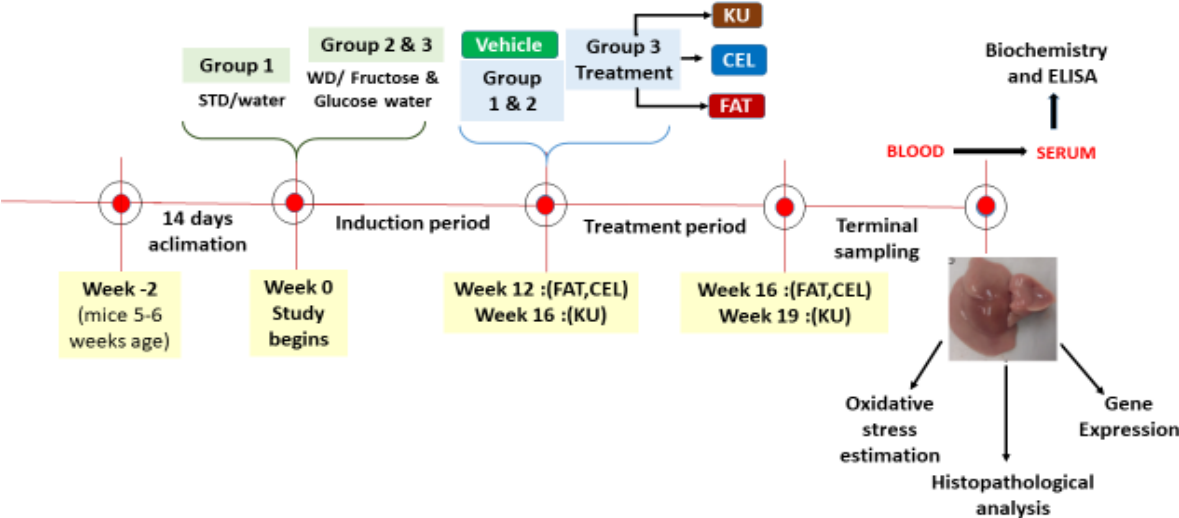 Group 1
STD/water
Group 2 & 3
WD/ Fructose &
Glucose water
Vehicle
Group
1 & 2
Group 3
Treatment
KU
CEL
FAT
Biochemistry
and ELISA
BLOOD
SERUM
14 days
aclimation
Induction period
Treatment period
Terminal
sampling
Week -2
(mice 5-6
weeks age)
Week 0
Study
begins
Week 12 :(FAT,CEL)
Week 16 :(KU)
Week 16 :(FAT,CEL)
Week 19 :(KU)
Oxidative
stress
estimation
Histopathological
analysis
Gene
Expression